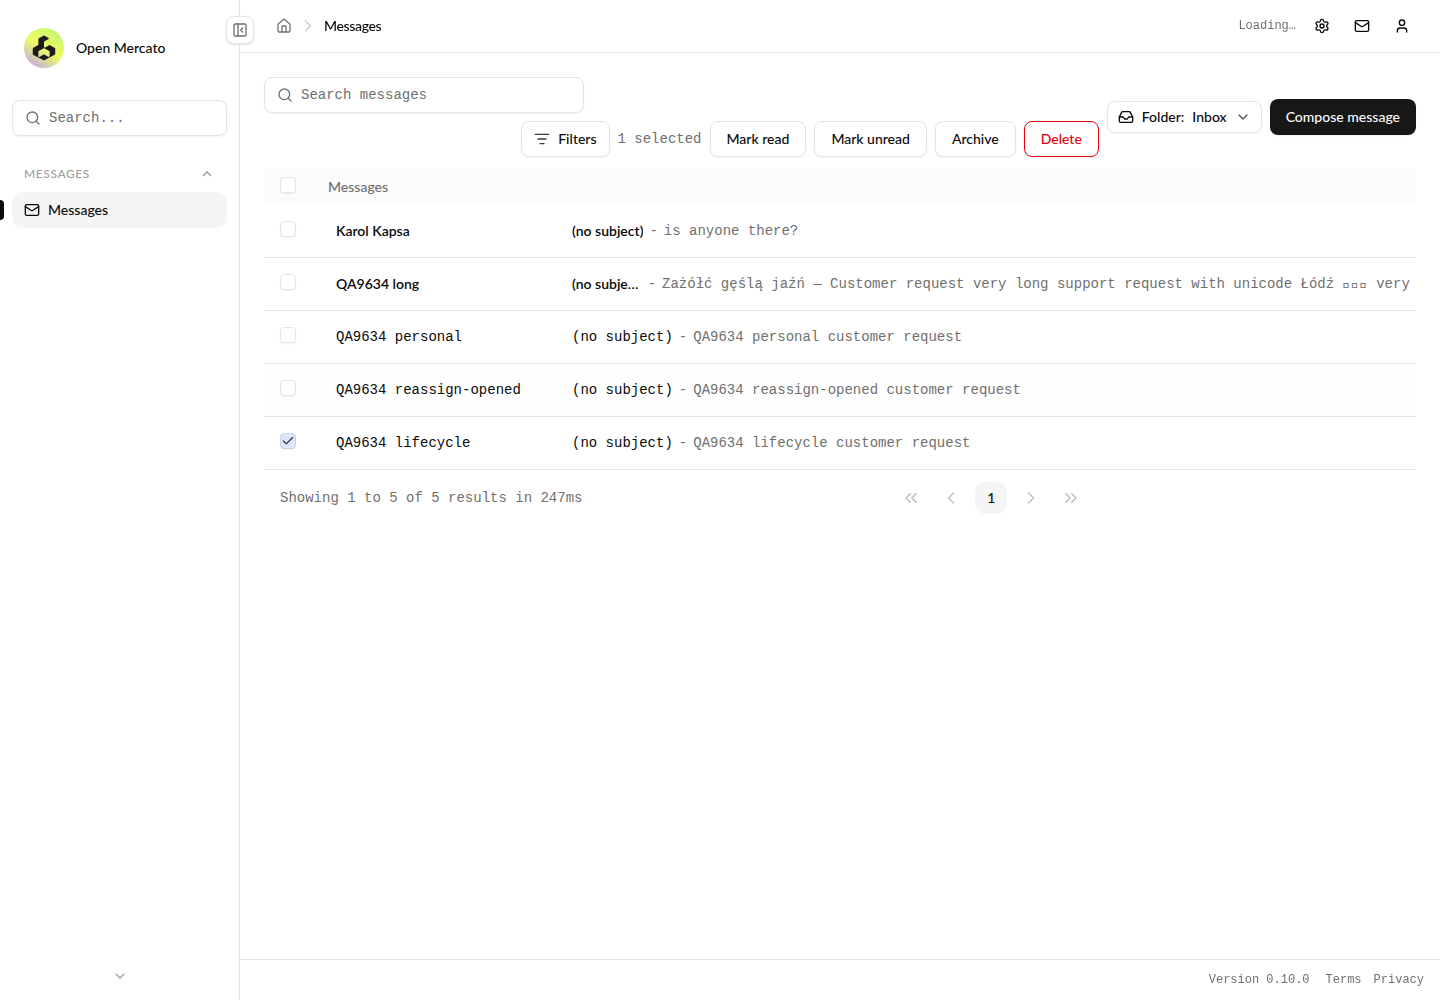 Open Mercato
Search...
MESSAGES
Messages
Messages
Loading…
Search messages
Filters
1 selected
Mark read
Mark unread
Archive
Delete
Folder: Inbox
Compose message
Messages
Karol Kapsa (no subject) - is anyone there?
QA9634 long (no subje... - Zażółć gęślą jaźń — Customer request very long support request with unicode Łódź very
QA9634 personal (no subject) - QA9634 personal customer request
QA9634 reassign-opened (no subject) - QA9634 reassign-opened customer request
QA9634 lifecycle (no subject) - QA9634 lifecycle customer request
Showing 1 to 5 of 5 results in 247ms
1
Version 0.10.0 Terms Privacy